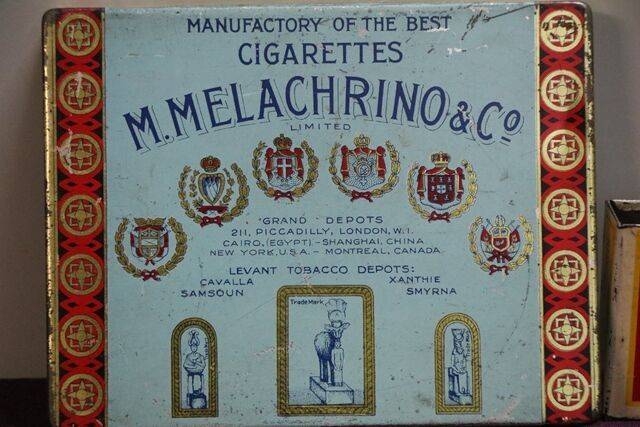 MANUFACTORY OF THE BEST
CIGARETTES
M. MELACHRINO & Co
LIMITED
GRAND DEPOTS
211, PICCADILLY, LONDON, W.1.
CAIRO, (EGYPT) - SHANGHAI, CHINA
NEW YORK, U.S.A. - MONTREAL, CANADA
LEVANT TOBACCO DEPOTS:
CAVALLA XANTHIE
SAMSOUN SMYRNA
Trade Mark